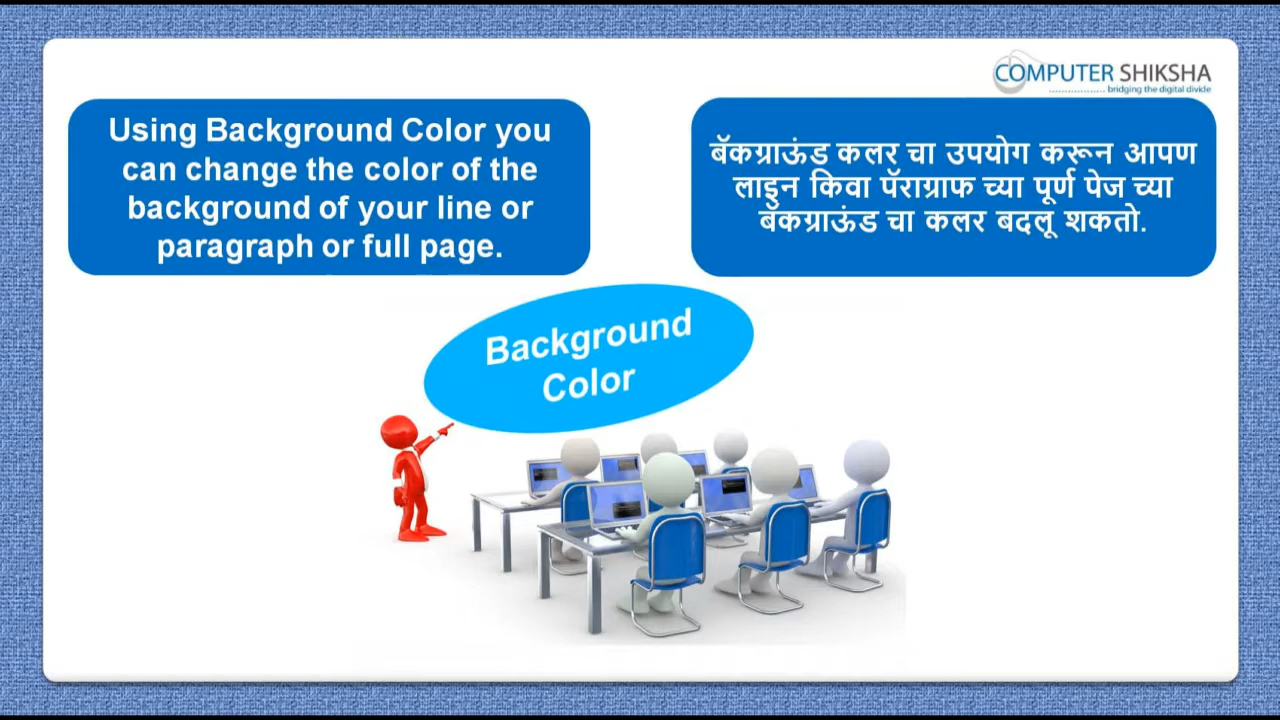 COMPUTER SHIKSHA
bridging the digital divide
Using Background Color you
can change the color of the
background of your line or
paragraph or full page.
बॅकग्राऊंड कलर चा उपयोग करून आपण
लाइन किवा पॅराग्राफ च्या पूर्ण पेज च्या
बॅकग्राऊंड चा कलर बदलू शकतो.
Background
Color